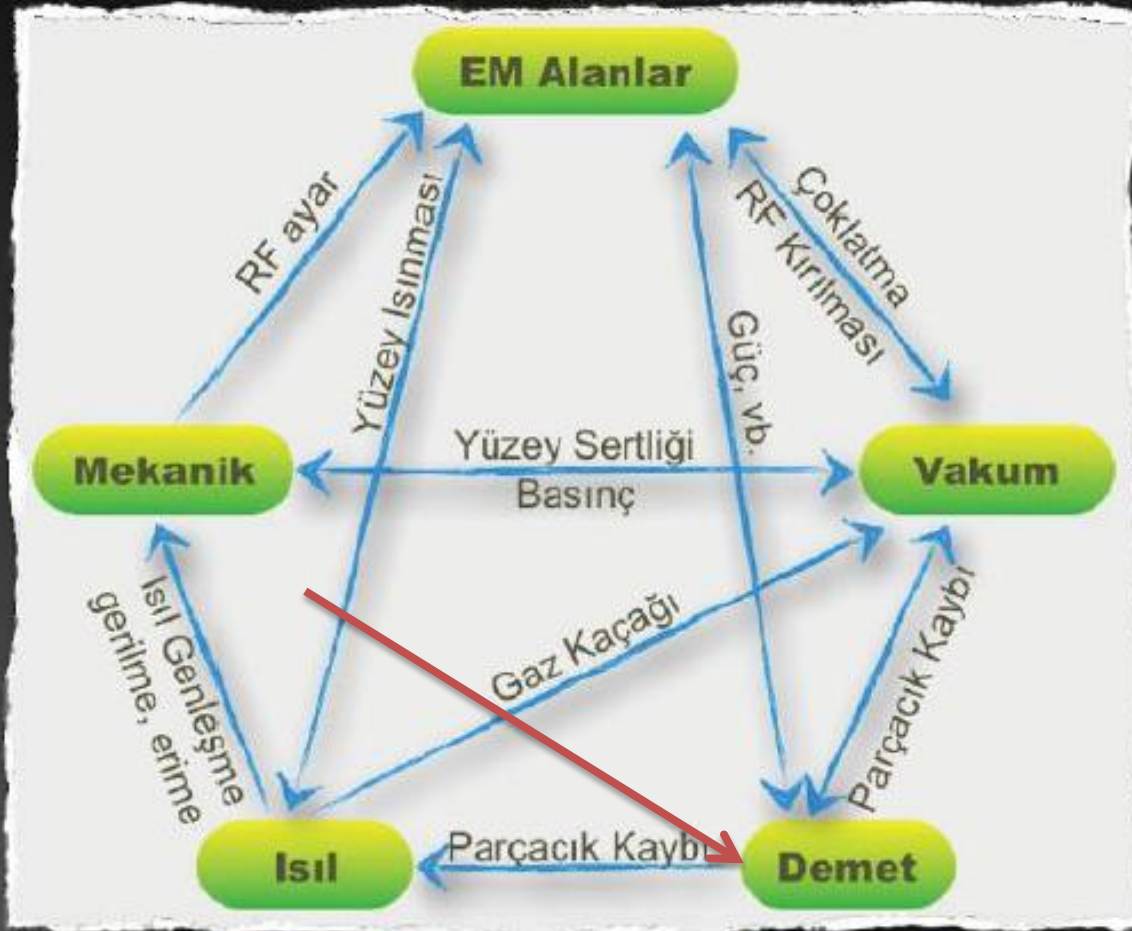 EM Alanlar
RF ayar
Yüzey Isınması
Çoklatma
RF Kırılması
Güç, vb.
Mekanik
Yüzey Sertliği
Basınç
Vakum
Isıl Genleşme
gerilme, erime
Gaz Kaçağı
Parçacık Kaybı
Isıl
Parçacık Kaybı
Demet